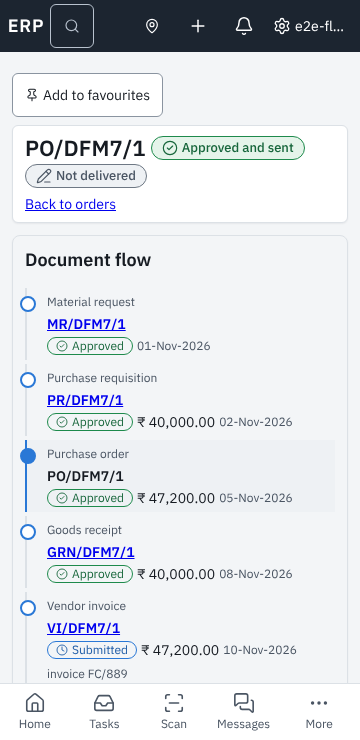 ERP
e2e-fl...
Add to favourites
PO/DFM7/1 Approved and sent
Not delivered
Back to orders
Document flow
Material request
MR/DFM7/1
Approved 01-Nov-2026
Purchase requisition
PR/DFM7/1
Approved ₹ 40,000.00 02-Nov-2026
Purchase order
PO/DFM7/1
Approved ₹ 47,200.00 05-Nov-2026
Goods receipt
GRN/DFM7/1
Approved ₹ 40,000.00 08-Nov-2026
Vendor invoice
VI/DFM7/1
Submitted ₹ 47,200.00 10-Nov-2026
invoice FC/889
Home Tasks Scan Messages More